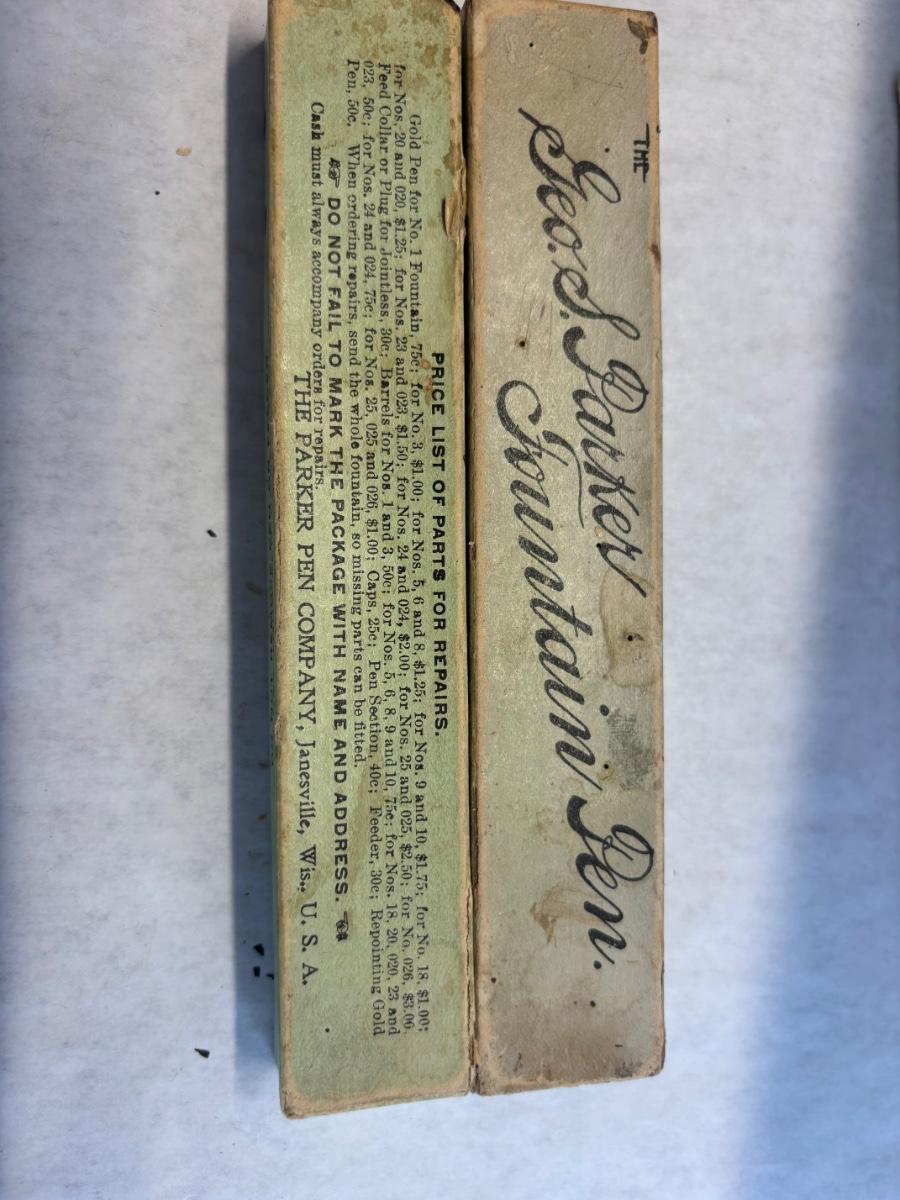 THE
Geo. S. Parker
Fountain Pen.
PRICE LIST OF PARTS FOR REPAIRS.
Gold Pen for No. 1 Fountain, 75c; for No. 3, $1.00; for Nos. 5, 6 and 8, $1.25; for Nos. 9 and 10, $1.75; for No. 18, $1.00;
for Nos. 20 and 020, $1.25; for Nos. 23 and 023, $1.50; for Nos. 24 and 024, $2.00; for Nos. 25 and 025, $2.50; for No. 026, $3.00.
Feed Collar or Plug for Jointless, 30c; Barrels for Nos. 1 and 3, 50c; for Nos. 5, 6, 8, 9 and 10, 75c; for Nos. 18, 20, 020, 23 and
023, 50c; for Nos. 24 and 024, 75c; for Nos. 25, 025 and 026, $1.00; Caps, 25c; Pen Section, 40c; Feeder, 30c; Repointing Gold
Pen, 50c. When ordering repairs, send the whole fountain, so missing parts can be fitted.
☞ DO NOT FAIL TO MARK THE PACKAGE WITH NAME AND ADDRESS. ☜
Cash must always accompany orders for repairs.
THE PARKER PEN COMPANY, Janesville, Wis., U. S. A.